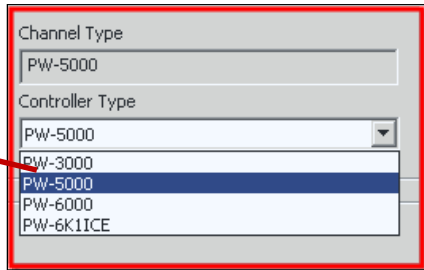 Channel Type
PW-5000
Controller Type
PW-5000
PW-3000
PW-5000
PW-6000
PW-6K1ICE